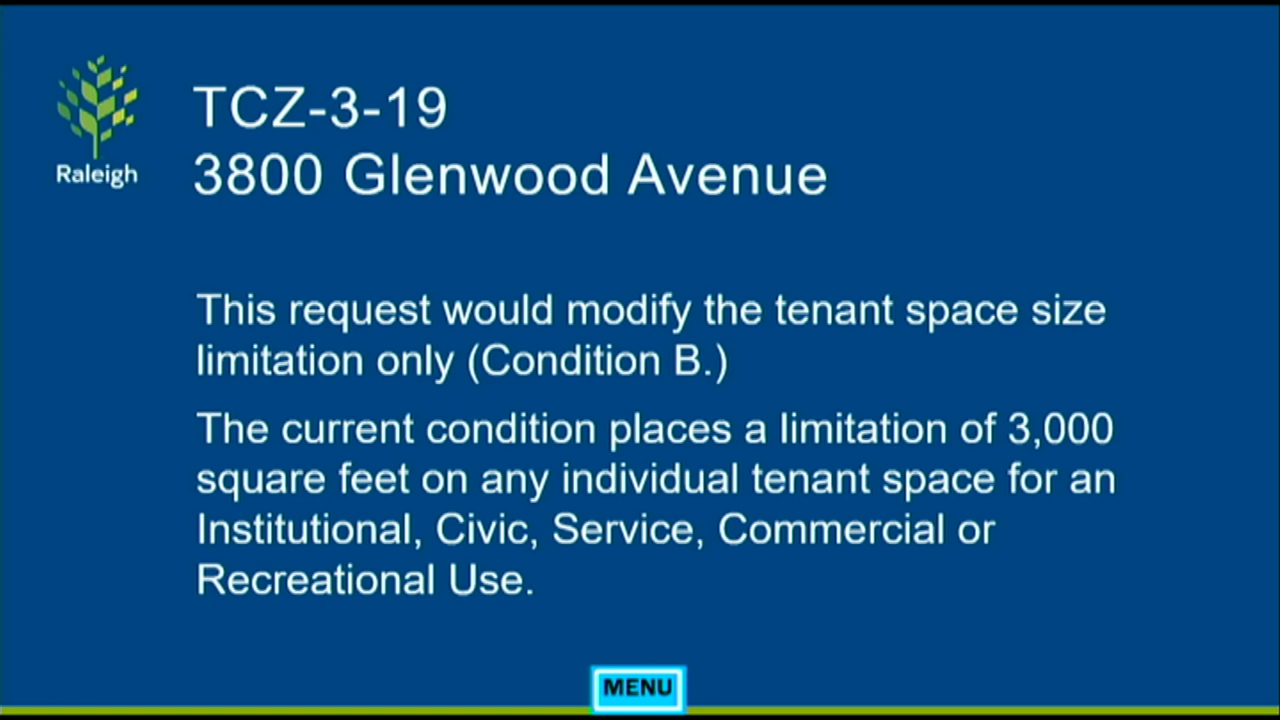 TCZ-3-19
3800 Glenwood Avenue
Raleigh
This request would modify the tenant space size
limitation only (Condition B.)
The current condition places a limitation of 3,000
square feet on any individual tenant space for an
Institutional, Civic, Service, Commercial or
Recreational Use.
MENU